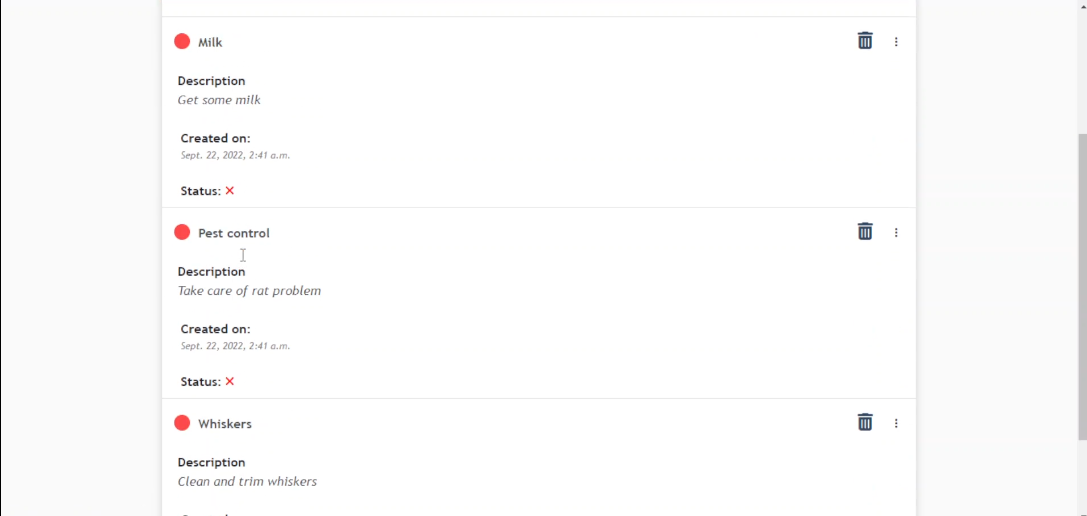 Milk
Description
Get some milk
Created on:
Sept. 22, 2022, 2:41 a.m.
Status: ✕
Pest control
Description
Take care of rat problem
Created on:
Sept. 22, 2022, 2:41 a.m.
Status: ✕
Whiskers
Description
Clean and trim whiskers